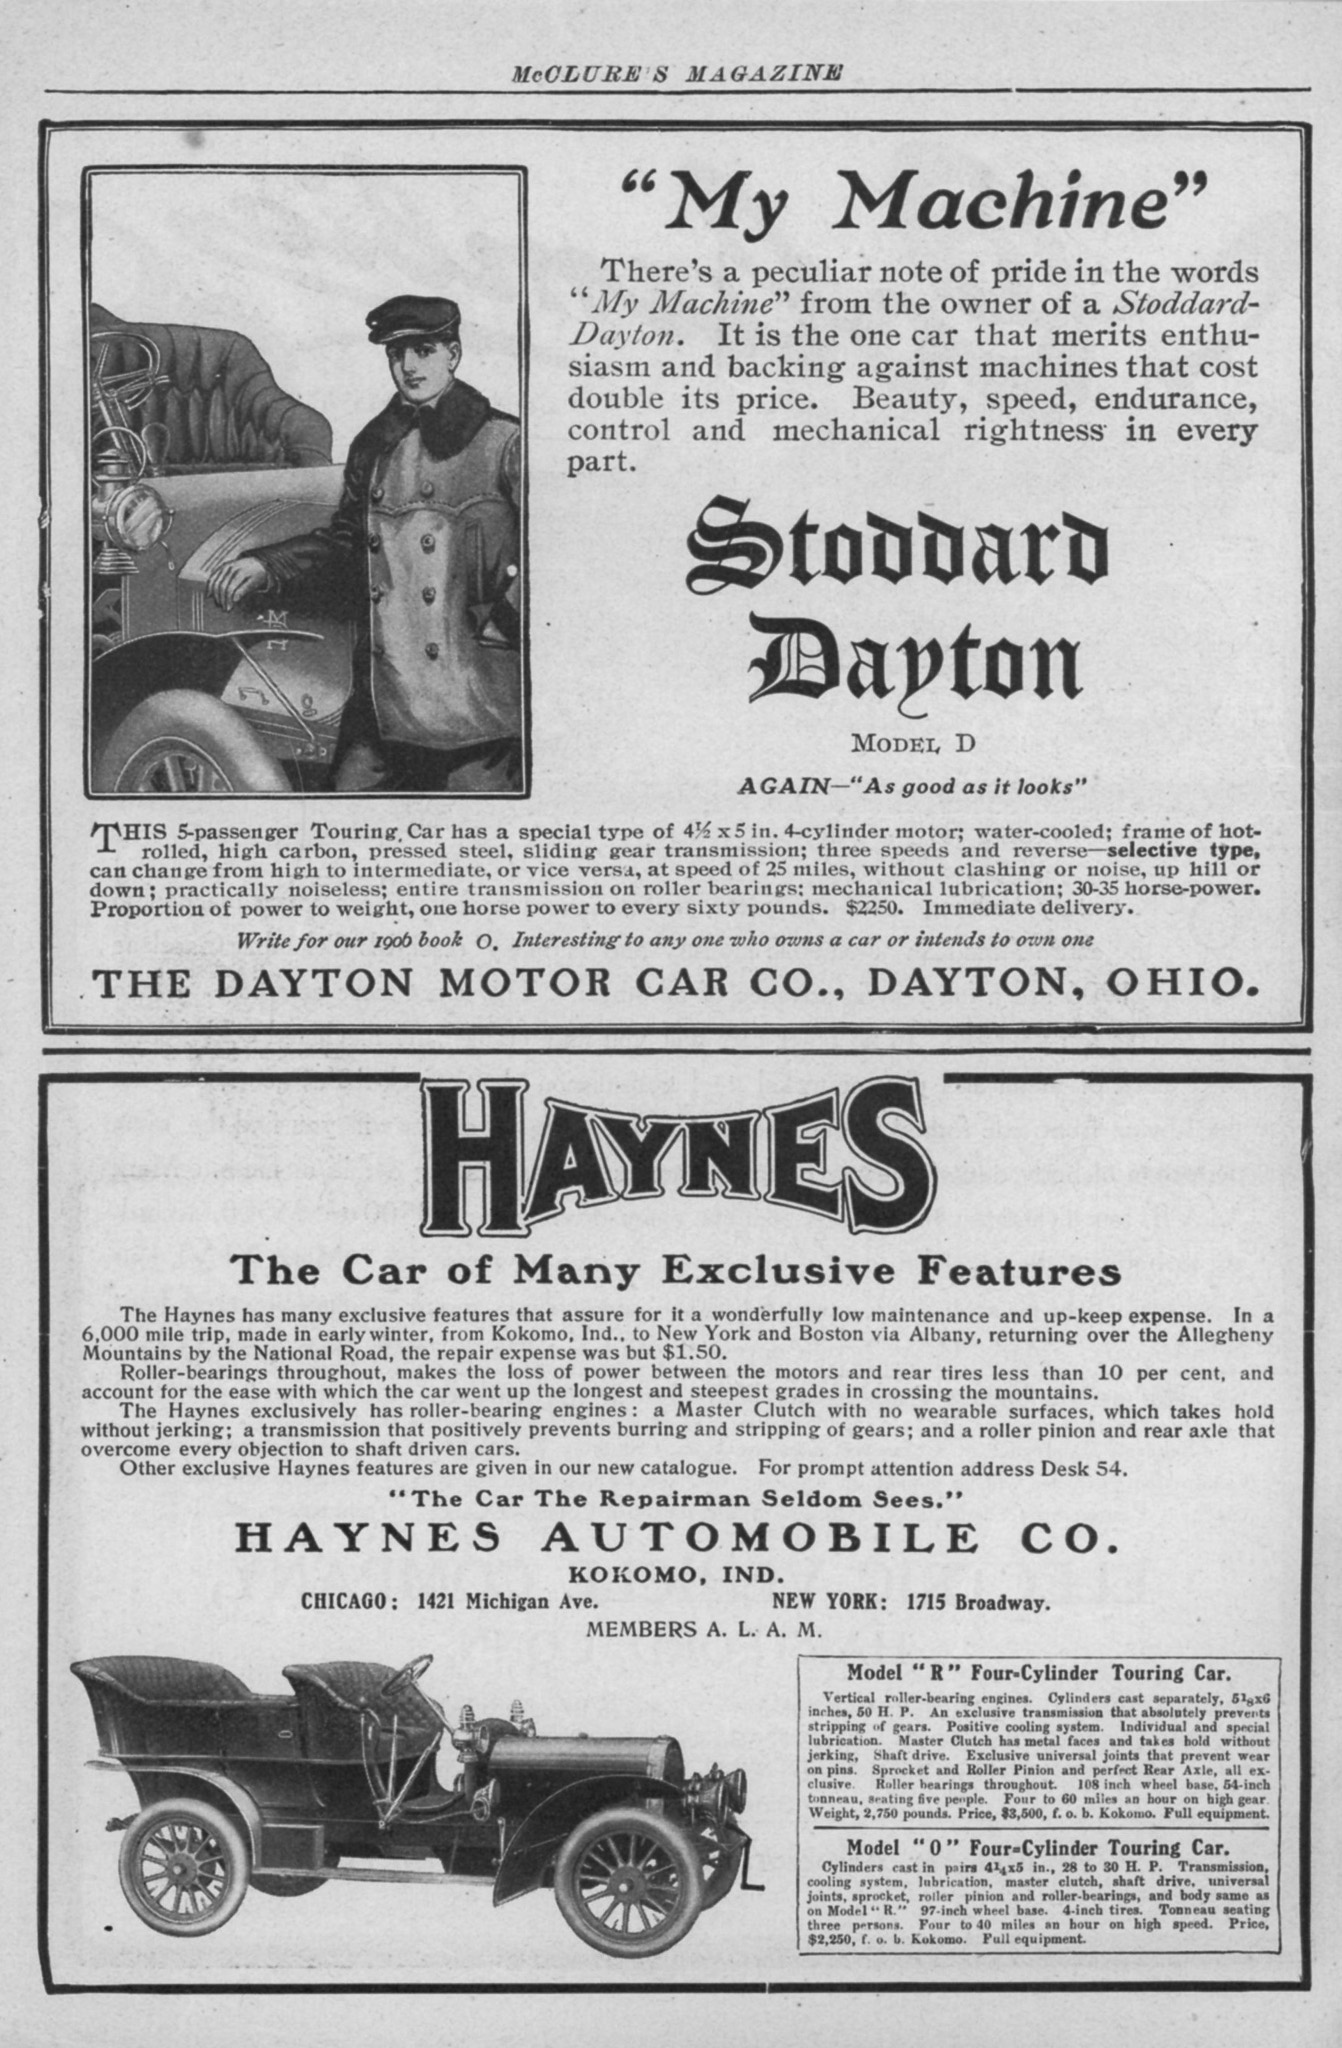 McCLURE'S MAGAZINE
"My Machine"
There's a peculiar note of pride in the words
"My Machine" from the owner of a Stoddard-
Dayton. It is the one car that merits enthu-
siasm and backing against machines that cost
double its price. Beauty, speed, endurance,
control and mechanical rightness in every
part.
Stoddard
Dayton
MODEL D
AGAIN—"As good as it looks"
THIS 5-passenger Touring Car has a special type of 4½ x 5 in. 4-cylinder motor; water-cooled; frame of hot-
rolled, high carbon, pressed steel, sliding gear transmission; three speeds and reverse—selective type,
can change from high to intermediate, or vice versa, at speed of 25 miles, without clashing or noise, up hill or
down; practically noiseless; entire transmission on roller bearings; mechanical lubrication; 30-35 horse-power.
Proportion of power to weight, one horse power to every sixty pounds. $2250. Immediate delivery.
Write for our 1906 book O. Interesting to any one who owns a car or intends to own one
THE DAYTON MOTOR CAR CO., DAYTON, OHIO.
HAYNES
The Car of Many Exclusive Features
The Haynes has many exclusive features that assure for it a wonderfully low maintenance and up-keep expense. In a
6,000 mile trip, made in early winter, from Kokomo, Ind., to New York and Boston via Albany, returning over the Allegheny
Mountains by the National Road, the repair expense was but $1.50.
Roller-bearings throughout, makes the loss of power between the motors and rear tires less than 10 per cent, and
account for the ease with which the car went up the longest and steepest grades in crossing the mountains.
The Haynes exclusively has roller-bearing engines: a Master Clutch with no wearable surfaces, which takes hold
without jerking; a transmission that positively prevents burring and stripping of gears; and a roller pinion and rear axle that
overcome every objection to shaft driven cars.
Other exclusive Haynes features are given in our new catalogue. For prompt attention address Desk 54.
"The Car The Repairman Seldom Sees."
HAYNES AUTOMOBILE CO.
KOKOMO, IND.
CHICAGO: 1421 Michigan Ave. NEW YORK: 1715 Broadway.
MEMBERS A. L. A. M.
Model "R" Four-Cylinder Touring Car.
Vertical roller-bearing engines. Cylinders cast separately, 5⅛x6
inches, 50 H. P. An exclusive transmission that absolutely prevents
stripping of gears. Positive cooling system. Individual and special
lubrication. Master Clutch has metal faces and takes hold without
jerking, Shaft drive. Exclusive universal joints that prevent wear
on pins. Sprocket and Roller Pinion and perfect Rear Axle, all ex-
clusive. Roller bearings throughout. 108 inch wheel base, 54-inch
tonneau, seating five people. Four to 60 miles an hour on high gear.
Weight, 2,750 pounds. Price, $3,500, f. o. b. Kokomo. Full equipment.
Model "O" Four-Cylinder Touring Car.
Cylinders cast in pairs 4¼x5 in., 28 to 30 H. P. Transmission,
cooling system, lubrication, master clutch, shaft drive, universal
joints, sprocket, roller pinion and roller-bearings, and body same as
on Model "R." 97-inch wheel base. 4-inch tires. Tonneau seating
three persons. Four to 40 miles an hour on high speed. Price,
$2,250, f. o. b. Kokomo. Full equipment.